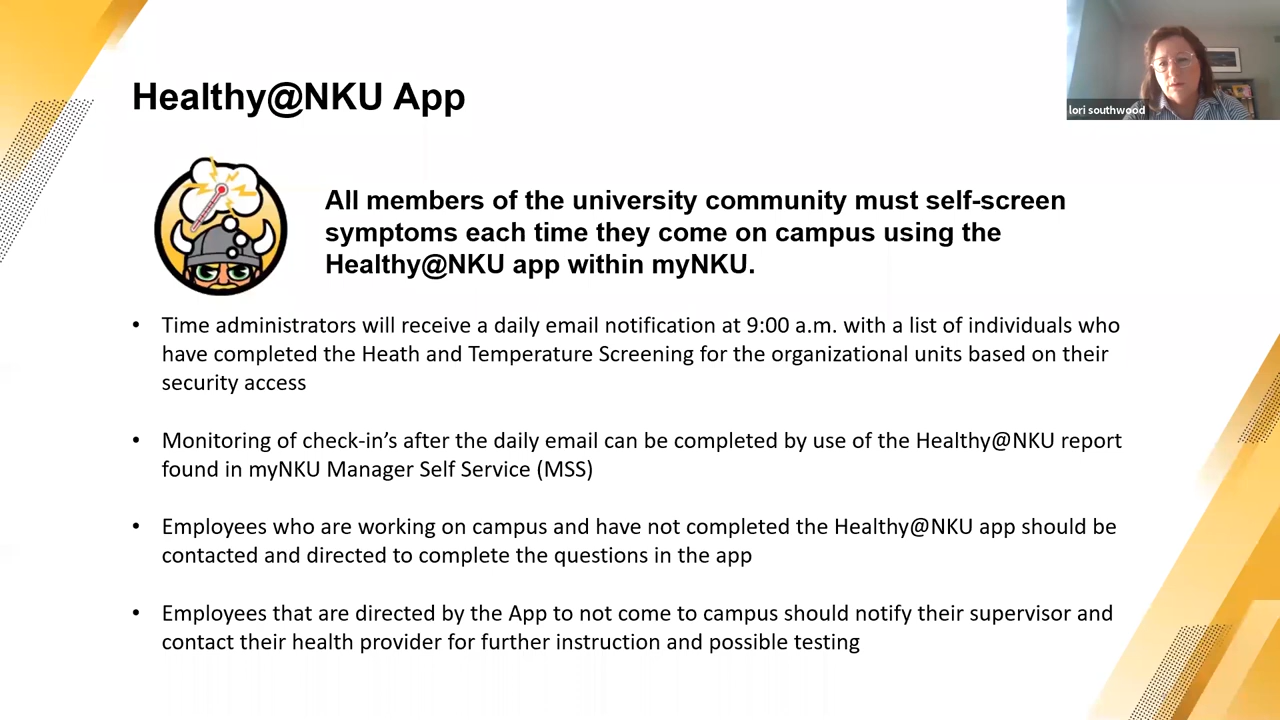 Healthy@NKU App
lori southwood
All members of the university community must self-screen
symptoms each time they come on campus using the
Healthy@NKU app within myNKU.
• Time administrators will receive a daily email notification at 9:00 a.m. with a list of individuals who
have completed the Heath and Temperature Screening for the organizational units based on their
security access
• Monitoring of check-in’s after the daily email can be completed by use of the Healthy@NKU report
found in myNKU Manager Self Service (MSS)
• Employees who are working on campus and have not completed the Healthy@NKU app should be
contacted and directed to complete the questions in the app
• Employees that are directed by the App to not come to campus should notify their supervisor and
contact their health provider for further instruction and possible testing